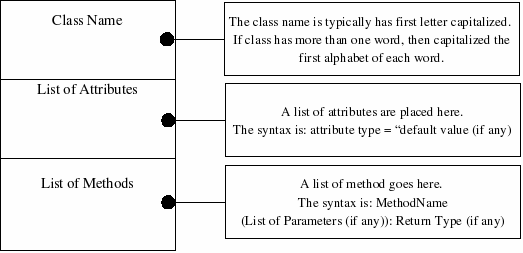 Class Name
The class name is typically has first letter capitalized.
If class has more than one word, then capitalized the
first alphabet of each word.
List of Attributes
A list of attributes are placed here.
The syntax is: attribute type = “default value (if any)
List of Methods
A list of method goes here.
The syntax is: MethodName
(List of Parameters (if any)): Return Type (if any)